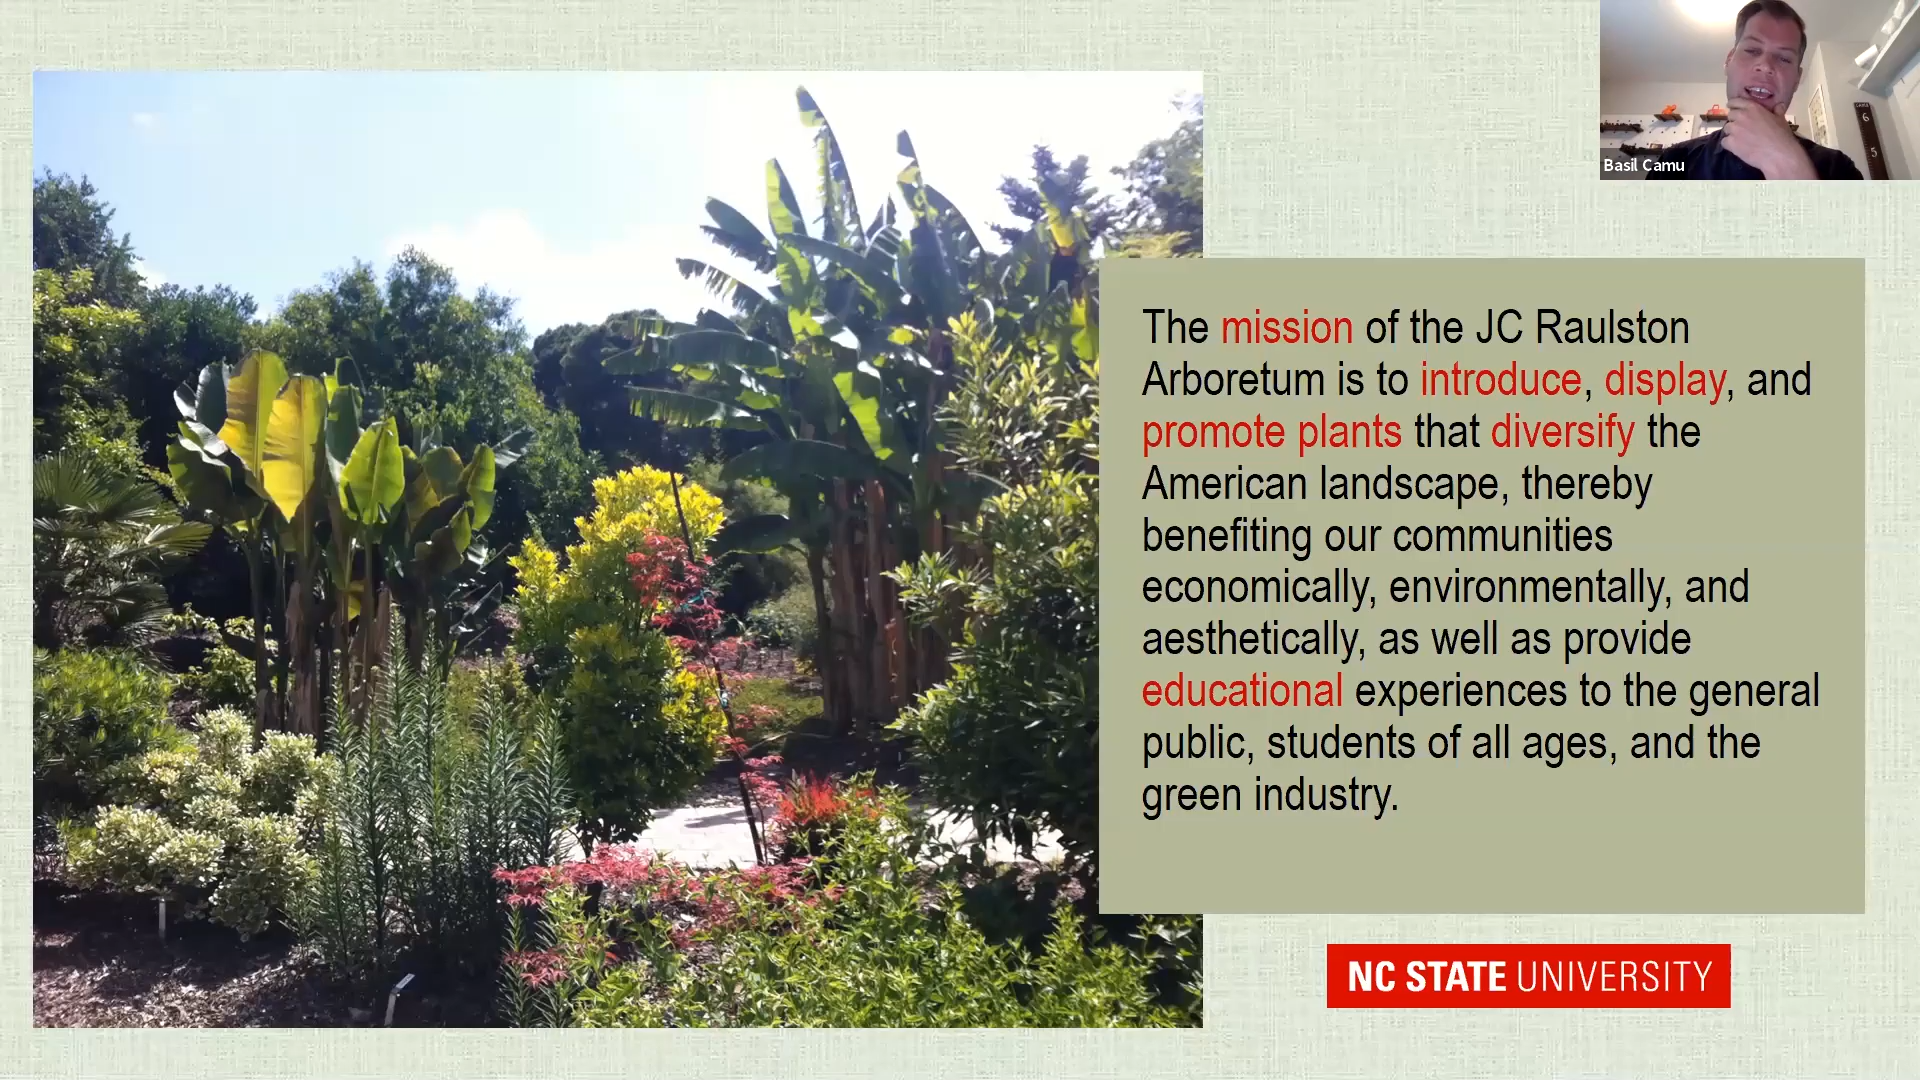 Basil Camu
6
5
The mission of the JC Raulston
Arboretum is to introduce, display, and
promote plants that diversify the
American landscape, thereby
benefiting our communities
economically, environmentally, and
aesthetically, as well as provide
educational experiences to the general
public, students of all ages, and the
green industry.
NC STATE UNIVERSITY